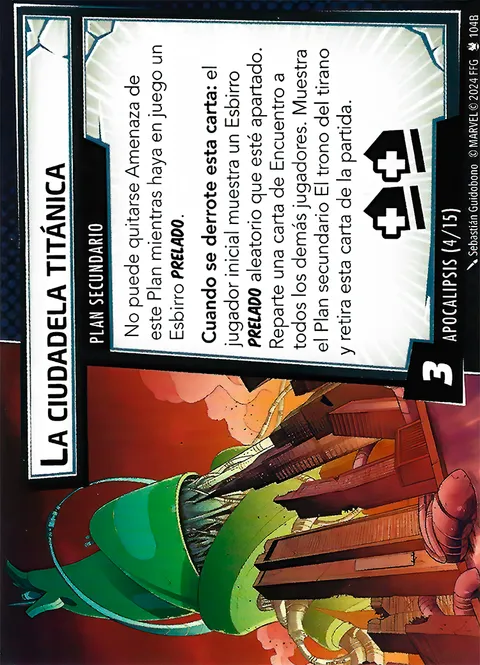 LA CIUDADELA TITÁNICA
PLAN SECUNDARIO
No puede quitarse Amenaza de
este Plan mientras haya en juego un
Esbirro PRELADO.
Cuando se derrote esta carta: el
jugador inicial muestra un Esbirro
PRELADO aleatorio que esté apartado.
Reparte una carta de Encuentro a
todos los demás jugadores. Muestra
el Plan secundario El trono del tirano
y retira esta carta de la partida.
3
APOCALIPSIS (4/15)
Sebastián Guidobono © MARVEL © 2024 FFG 104B